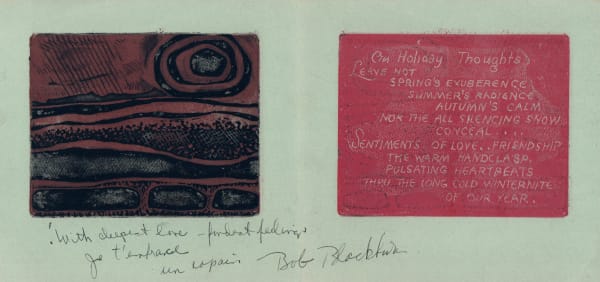 On Holiday Thoughts
LEAVE NOT
SPRING'S EXUBERENCE
SUMMER'S RADIENCE
AUTUMN'S CALM
NOR THE ALL SILENCING SNOW
CONCEAL ....
SENTIMENTS OF LOVE.. FRIENDSHIP
THE WARM HANDCLASP.
PULSATING HEARTBEATS
THRU THE LONG COLD WINTERNITE
OF OUR YEAR.
With deepest love - fondest feelings
Je t'embrasse
un copain Bob Blackburn